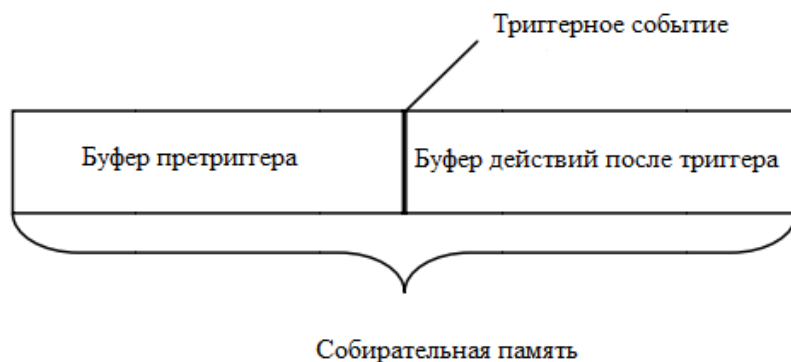 Триггерное событие
Буфер претриггера
Буфер действий после триггера
Собирательная память